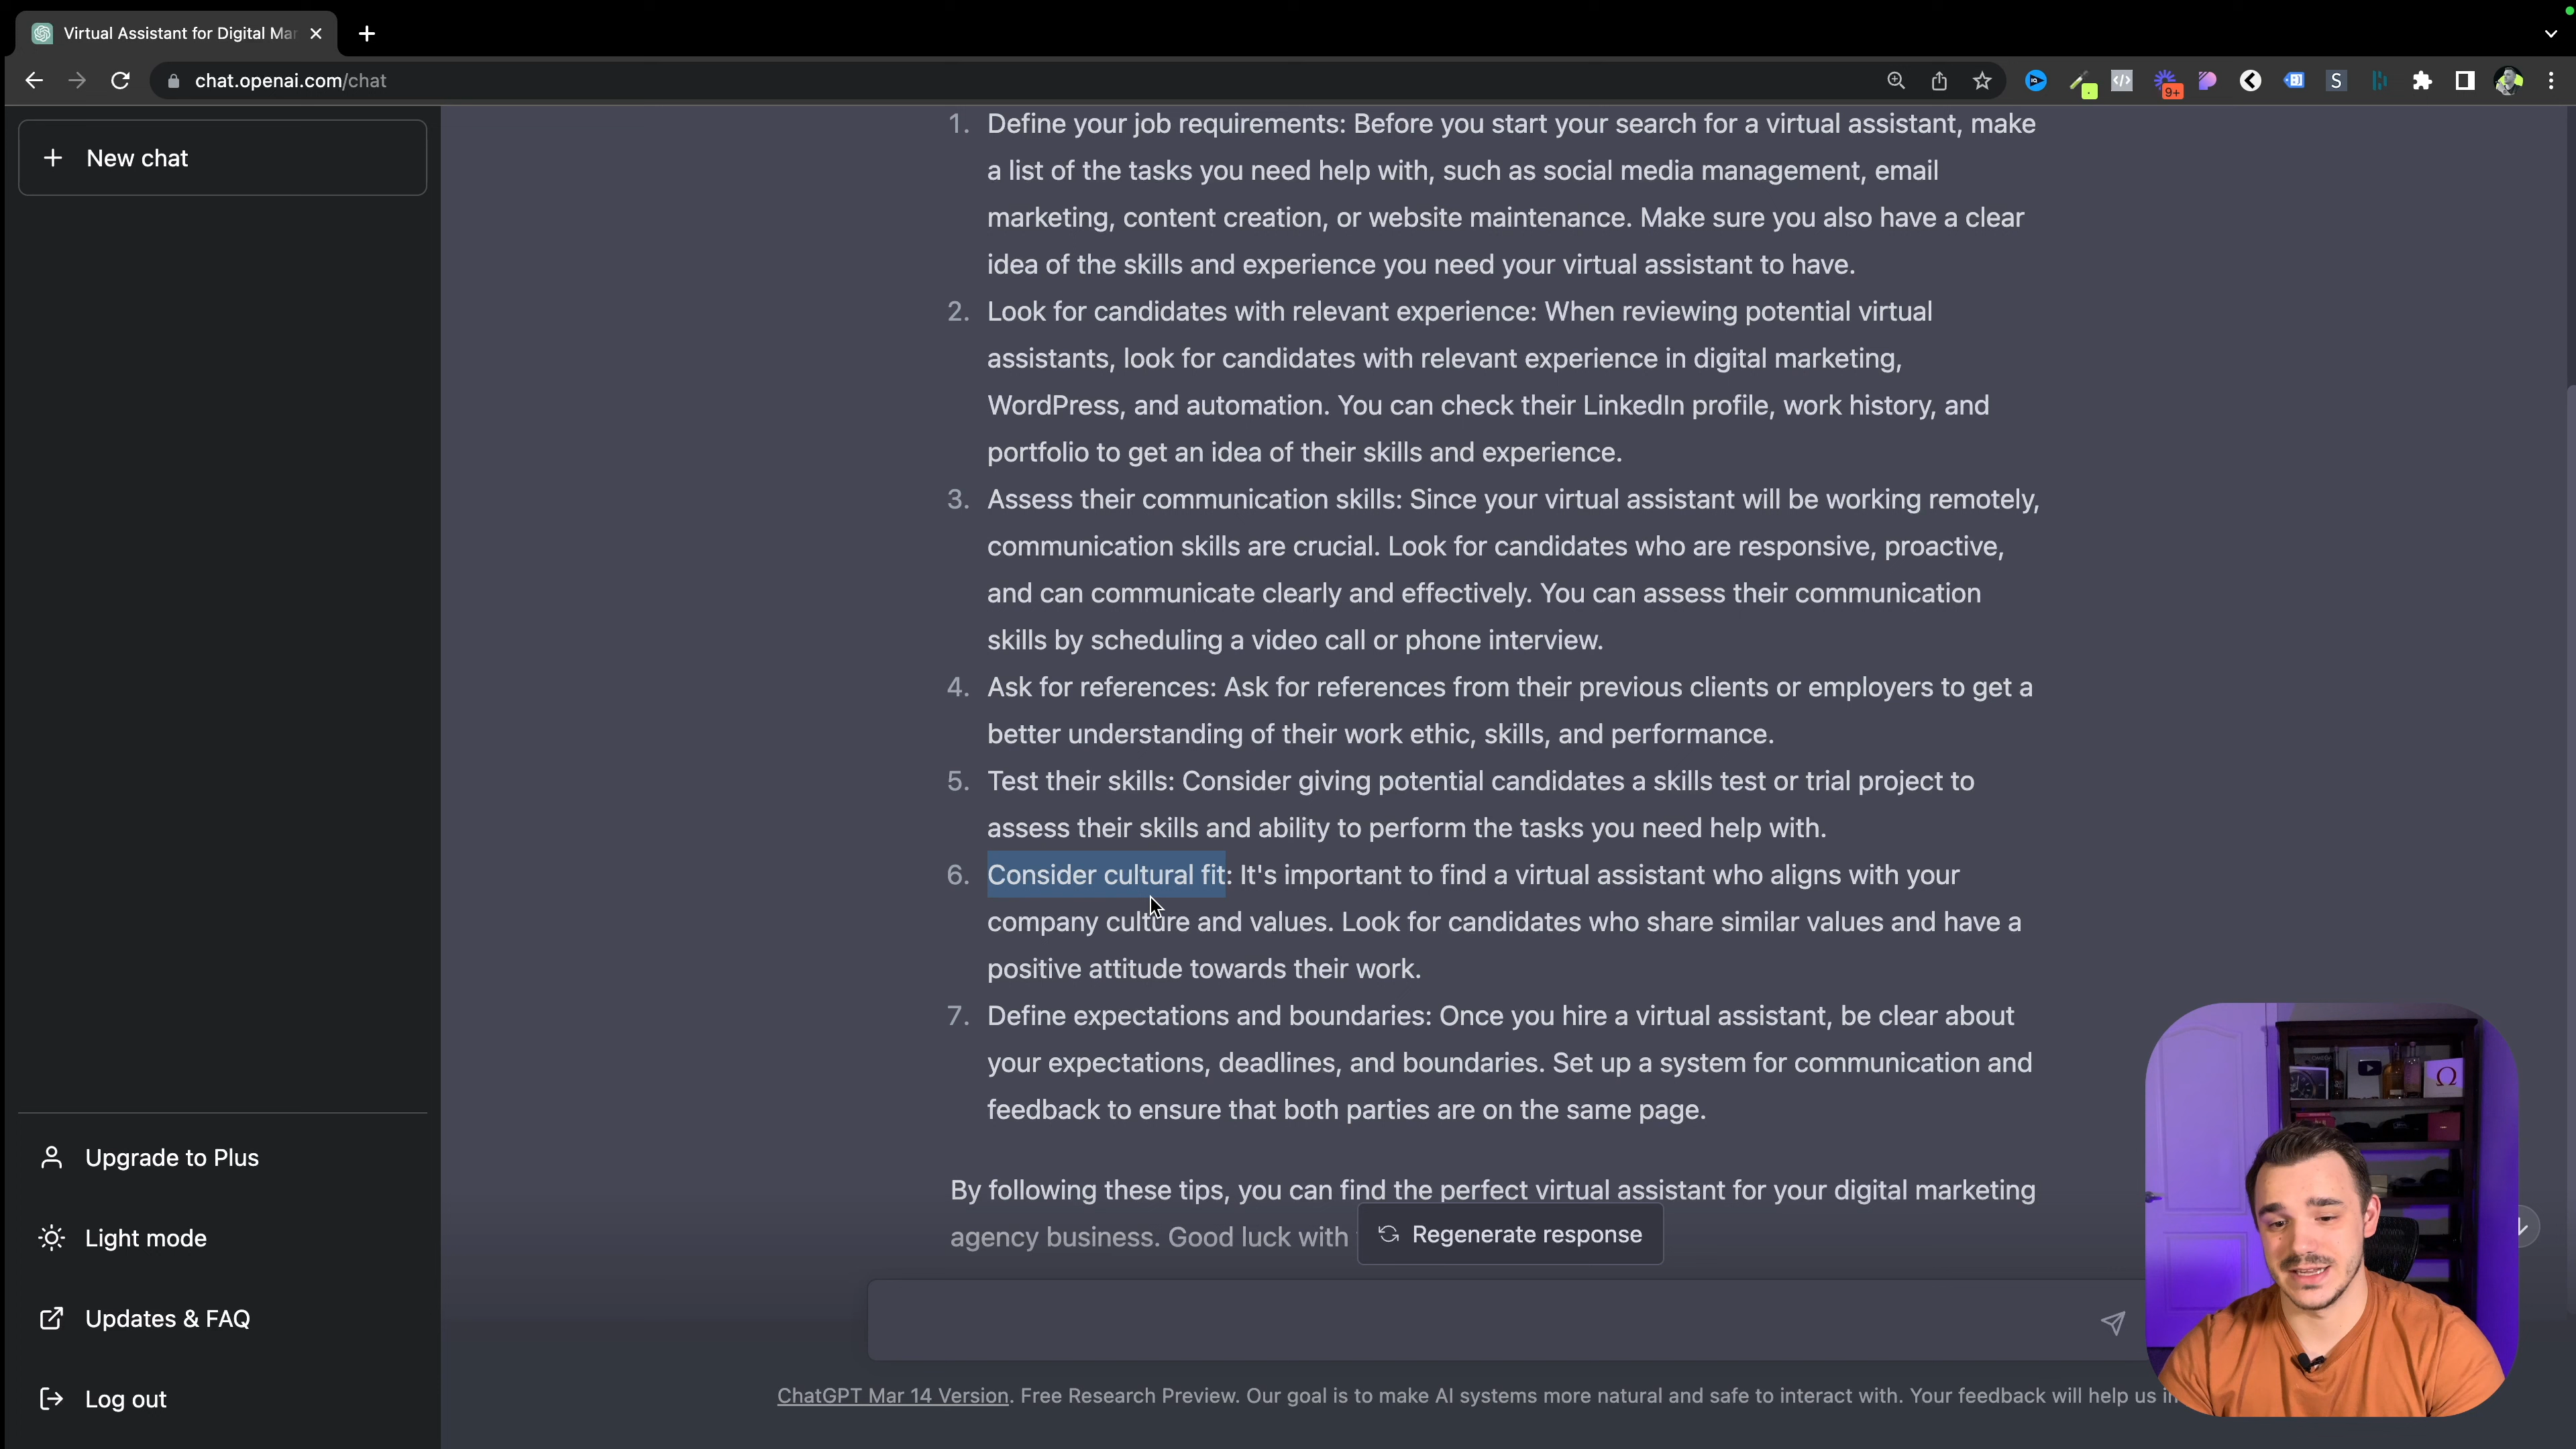 Virtual Assistant for Digital Mar
chat.openai.com/chat
9+
S
New chat
1. Define your job requirements: Before you start your search for a virtual assistant, make
a list of the tasks you need help with, such as social media management, email
marketing, content creation, or website maintenance. Make sure you also have a clear
idea of the skills and experience you need your virtual assistant to have.
2. Look for candidates with relevant experience: When reviewing potential virtual
assistants, look for candidates with relevant experience in digital marketing,
WordPress, and automation. You can check their LinkedIn profile, work history, and
portfolio to get an idea of their skills and experience.
3. Assess their communication skills: Since your virtual assistant will be working remotely,
communication skills are crucial. Look for candidates who are responsive, proactive,
and can communicate clearly and effectively. You can assess their communication
skills by scheduling a video call or phone interview.
4. Ask for references: Ask for references from their previous clients or employers to get a
better understanding of their work ethic, skills, and performance.
5. Test their skills: Consider giving potential candidates a skills test or trial project to
assess their skills and ability to perform the tasks you need help with.
6. Consider cultural fit: It's important to find a virtual assistant who aligns with your
company culture and values. Look for candidates who share similar values and have a
positive attitude towards their work.
7. Define expectations and boundaries: Once you hire a virtual assistant, be clear about
your expectations, deadlines, and boundaries. Set up a system for communication and
feedback to ensure that both parties are on the same page.
By following these tips, you can find the perfect virtual assistant for your digital marketing
agency business. Good luck with
Regenerate response
Upgrade to Plus
Light mode
Updates & FAQ
Log out
ChatGPT Mar 14 Version. Free Research Preview. Our goal is to make AI systems more natural and safe to interact with. Your feedback will help us